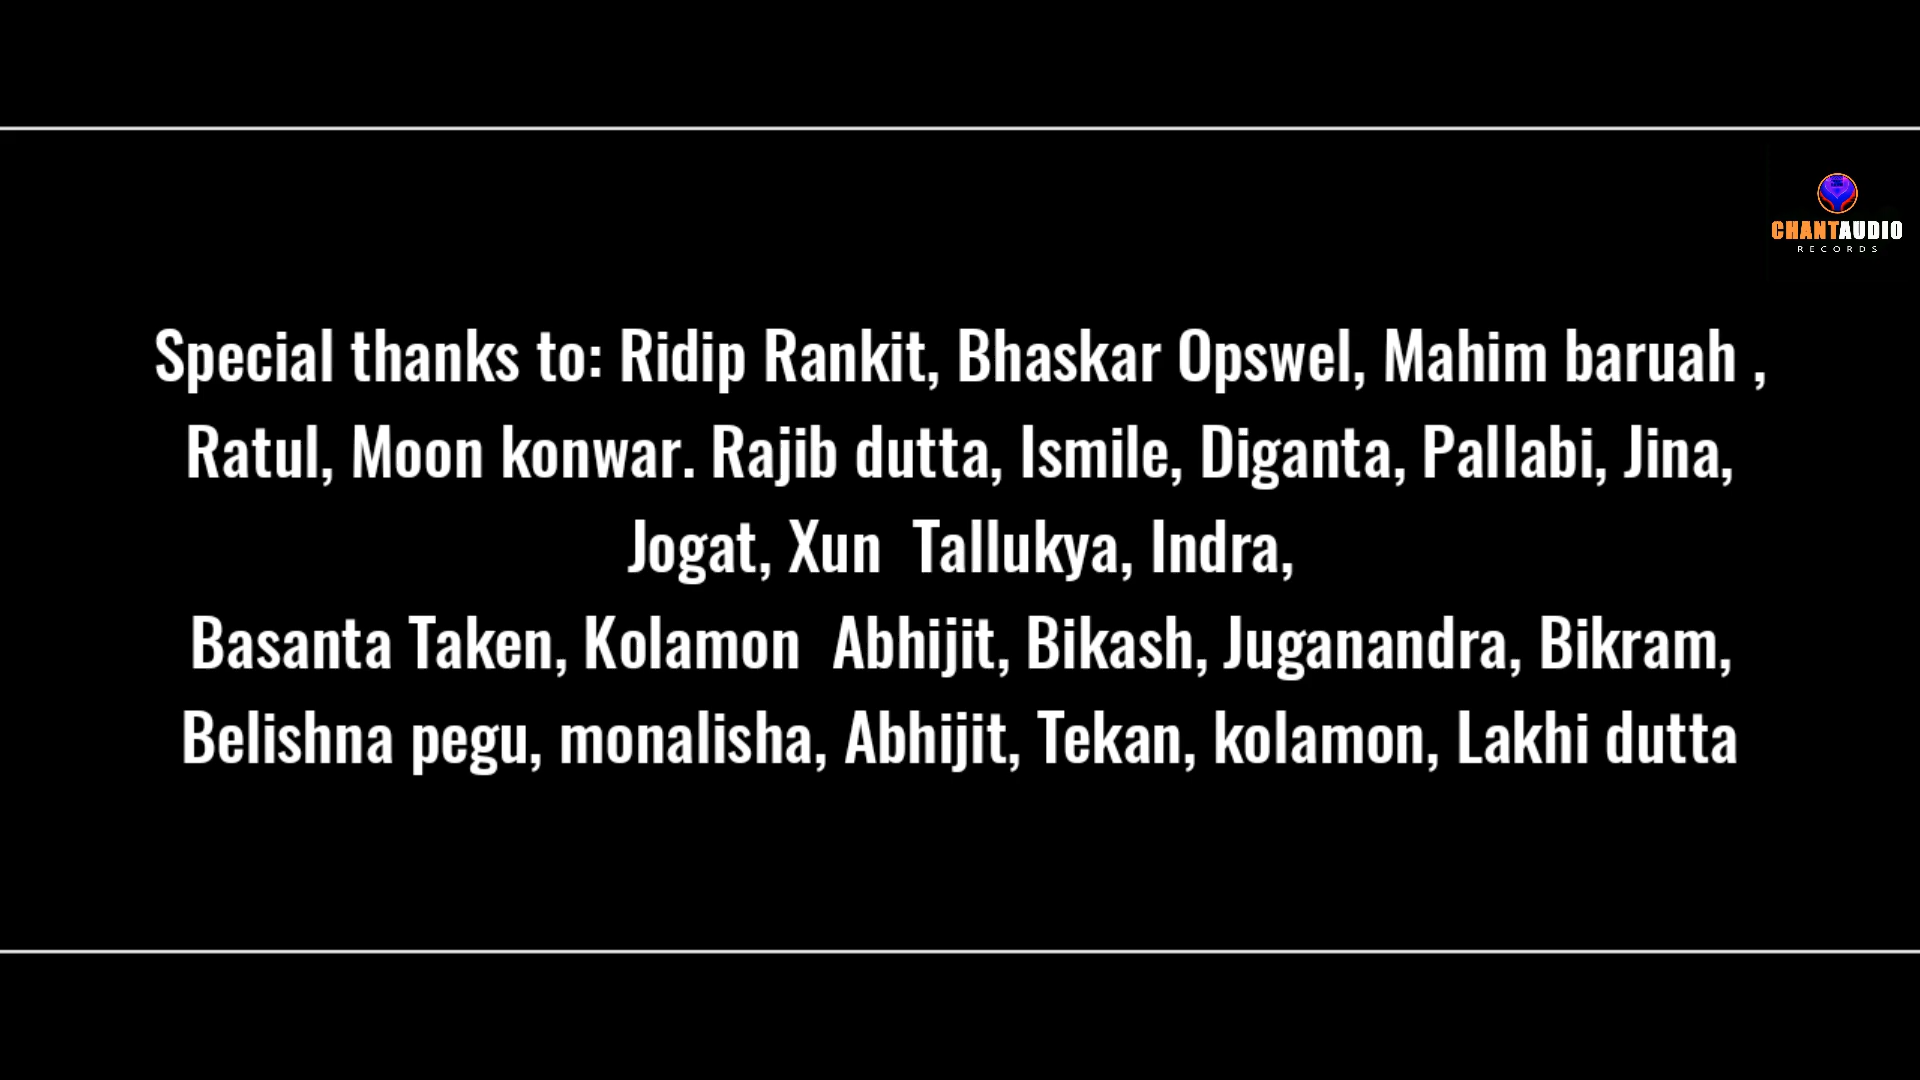 CHANTAUDIO
RECORDS
Special thanks to: Ridip Rankit, Bhaskar Opswel, Mahim baruah ,
Ratul, Moon konwar. Rajib dutta, Ismile, Diganta, Pallabi, Jina,
Jogat, Xun  Tallukya, Indra,
Basanta Taken, Kolamon  Abhijit, Bikash, Juganandra, Bikram,
Belishna pegu, monalisha, Abhijit, Tekan, kolamon, Lakhi dutta